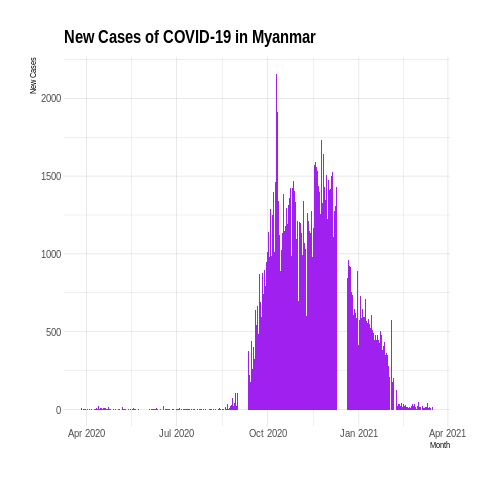 New Cases of COVID-19 in Myanmar
New Cases
2000
1500
1000
500
0
Apr 2020
Jul 2020
Oct 2020
Jan 2021
Apr 2021
Month